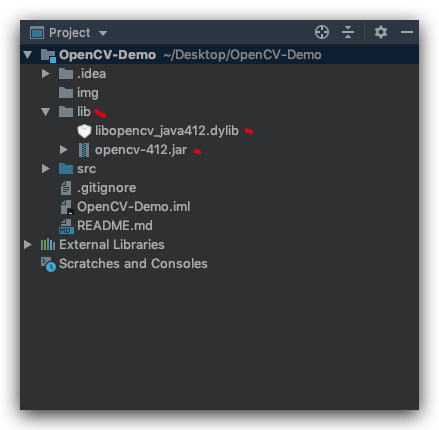 Project
OpenCV-Demo ~/Desktop/OpenCV-Demo
.idea
img
lib
libopencv_java412.dylib
opencv-412.jar
src
.gitignore
OpenCV-Demo.iml
README.md
External Libraries
Scratches and Consoles